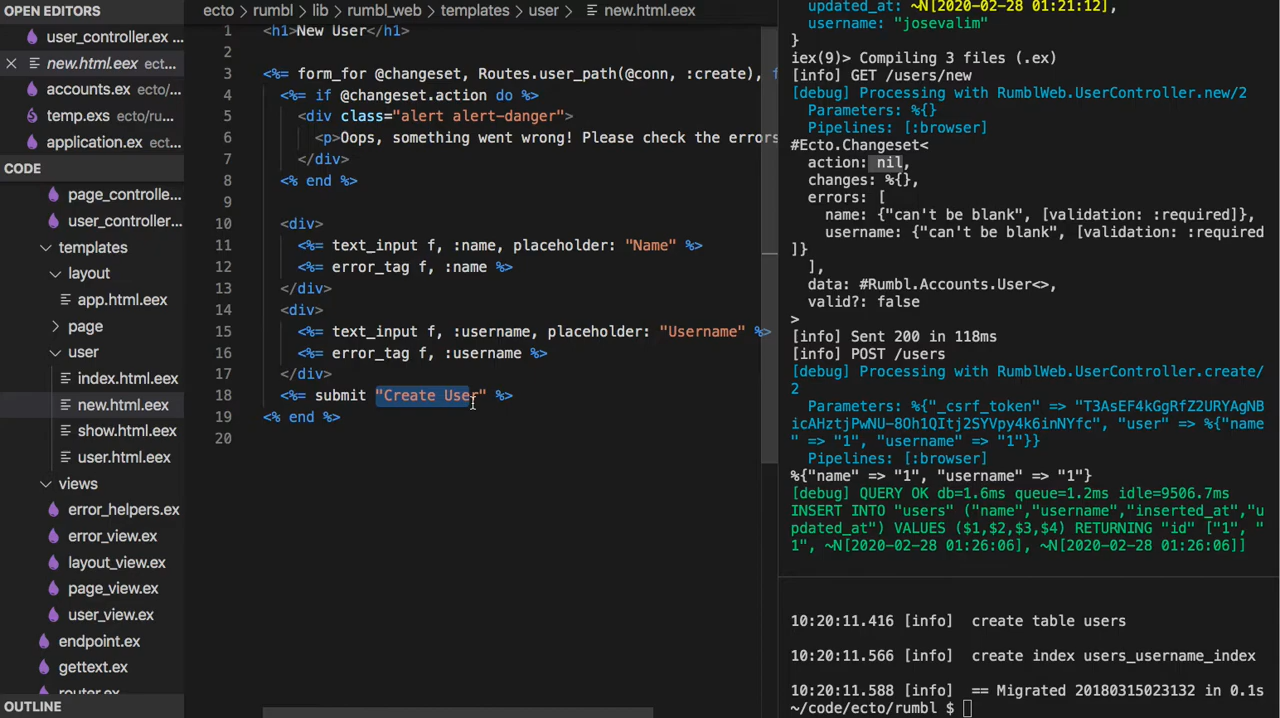 OPEN EDITORS
user_controller.ex ...
new.html.eex ect...
accounts.ex ecto/...
temp.exs ecto/ru...
application.ex ecto/...
CODE
page_controlle...
user_controller...
templates
layout
app.html.eex
page
user
index.html.eex
new.html.eex
show.html.eex
user.html.eex
views
error_helpers.ex
error_view.ex
layout_view.ex
page_view.ex
user_view.ex
endpoint.ex
gettext.ex
router.ex
OUTLINE
ecto > rumbl > lib > rumbl_web > templates > user > new.html.eex
1 <h1>New User</h1>
2
3 <%= form_for @changeset, Routes.user_path(@conn, :create), f
4 <%= if @changeset.action do %>
5 <div class="alert alert-danger">
6 <p>Oops, something went wrong! Please check the errors
7 </div>
8 <% end %>
9
10 <div>
11 <%= text_input f, :name, placeholder: "Name" %>
12 <%= error_tag f, :name %>
13 </div>
14 <div>
15 <%= text_input f, :username, placeholder: "Username" %>
16 <%= error_tag f, :username %>
17 </div>
18 <%= submit "Create User" %>
19 <% end %>
20
updated_at: ~N[2020-02-28 01:21:12],
username: "josevalim"
}
iex(9)> Compiling 3 files (.ex)
[info] GET /users/new
[debug] Processing with RumblWeb.UserController.new/2
Parameters: %{}
Pipelines: [:browser]
#Ecto.Changeset<
action: nil,
changes: %{},
errors: [
name: {"can't be blank", [validation: :required]},
username: {"can't be blank", [validation: :required
]}
],
data: #Rumbl.Accounts.User<>,
valid?: false
>
[info] Sent 200 in 118ms
[info] POST /users
[debug] Processing with RumblWeb.UserController.create/
2
Parameters: %{"_csrf_token" => "T3AsEF4kGgRfZ2URYAgNB
icAHztjPwNU-8Oh1QItj2SYVpy4k6inNYfc", "user" => %{"name
" => "1", "username" => "1"}}
Pipelines: [:browser]
%{"name" => "1", "username" => "1"}
[debug] QUERY OK db=1.6ms queue=1.2ms idle=9506.7ms
INSERT INTO "users" ("name","username","inserted_at","u
pdated_at") VALUES ($1,$2,$3,$4) RETURNING "id" ["1", "
1", ~N[2020-02-28 01:26:06], ~N[2020-02-28 01:26:06]]
10:20:11.416 [info] create table users
10:20:11.566 [info] create index users_username_index
10:20:11.588 [info] == Migrated 20180315023132 in 0.1s
~/code/ecto/rumbl $